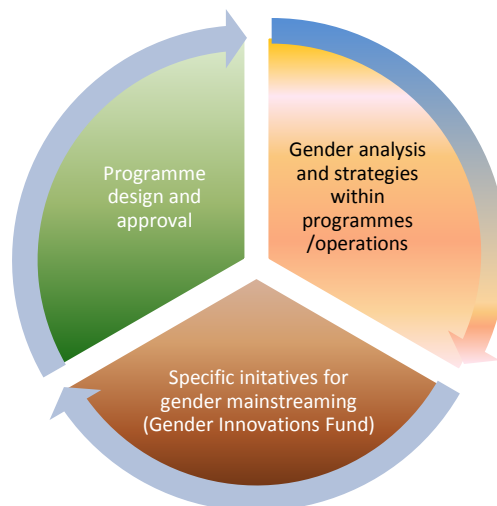 Programme
design and
approval
Gender analysis
and strategies
within
programmes
/operations
Specific initatives for
gender mainstreaming
(Gender Innovations Fund)